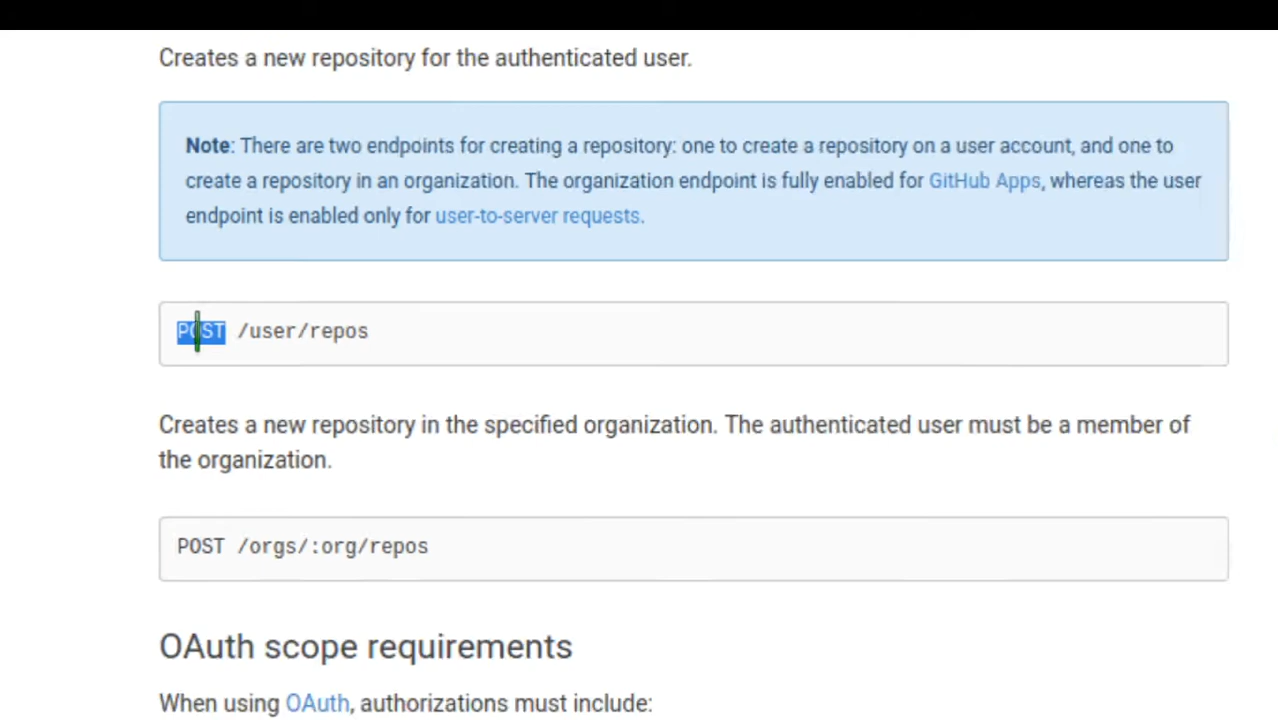 Creates a new repository for the authenticated user.
Note: There are two endpoints for creating a repository: one to create a repository on a user account, and one to
create a repository in an organization. The organization endpoint is fully enabled for GitHub Apps, whereas the user
endpoint is enabled only for user-to-server requests.
POST /user/repos
Creates a new repository in the specified organization. The authenticated user must be a member of
the organization.
POST /orgs/:org/repos
OAuth scope requirements
When using OAuth, authorizations must include: